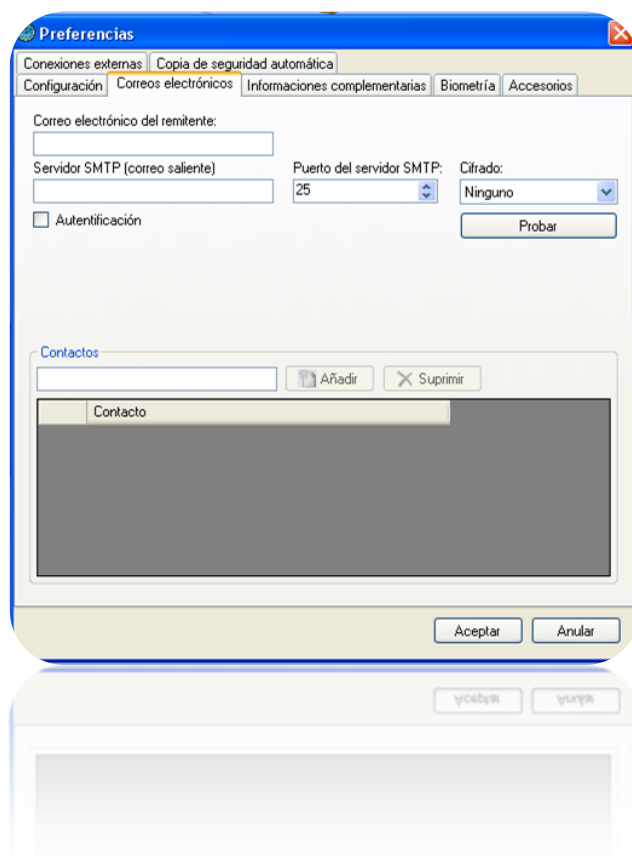 Preferencias
Conexiones externas Copia de seguridad automática
Configuración Correos electrónicos Informaciones complementarias Biometría Accesorios
Correo electrónico del remitente:
Servidor SMTP (correo saliente) Puerto del servidor SMTP: Cifrado:
25 Ninguno
Autentificación Probar
Contactos
Añadir Suprimir
Contacto
Aceptar Anular